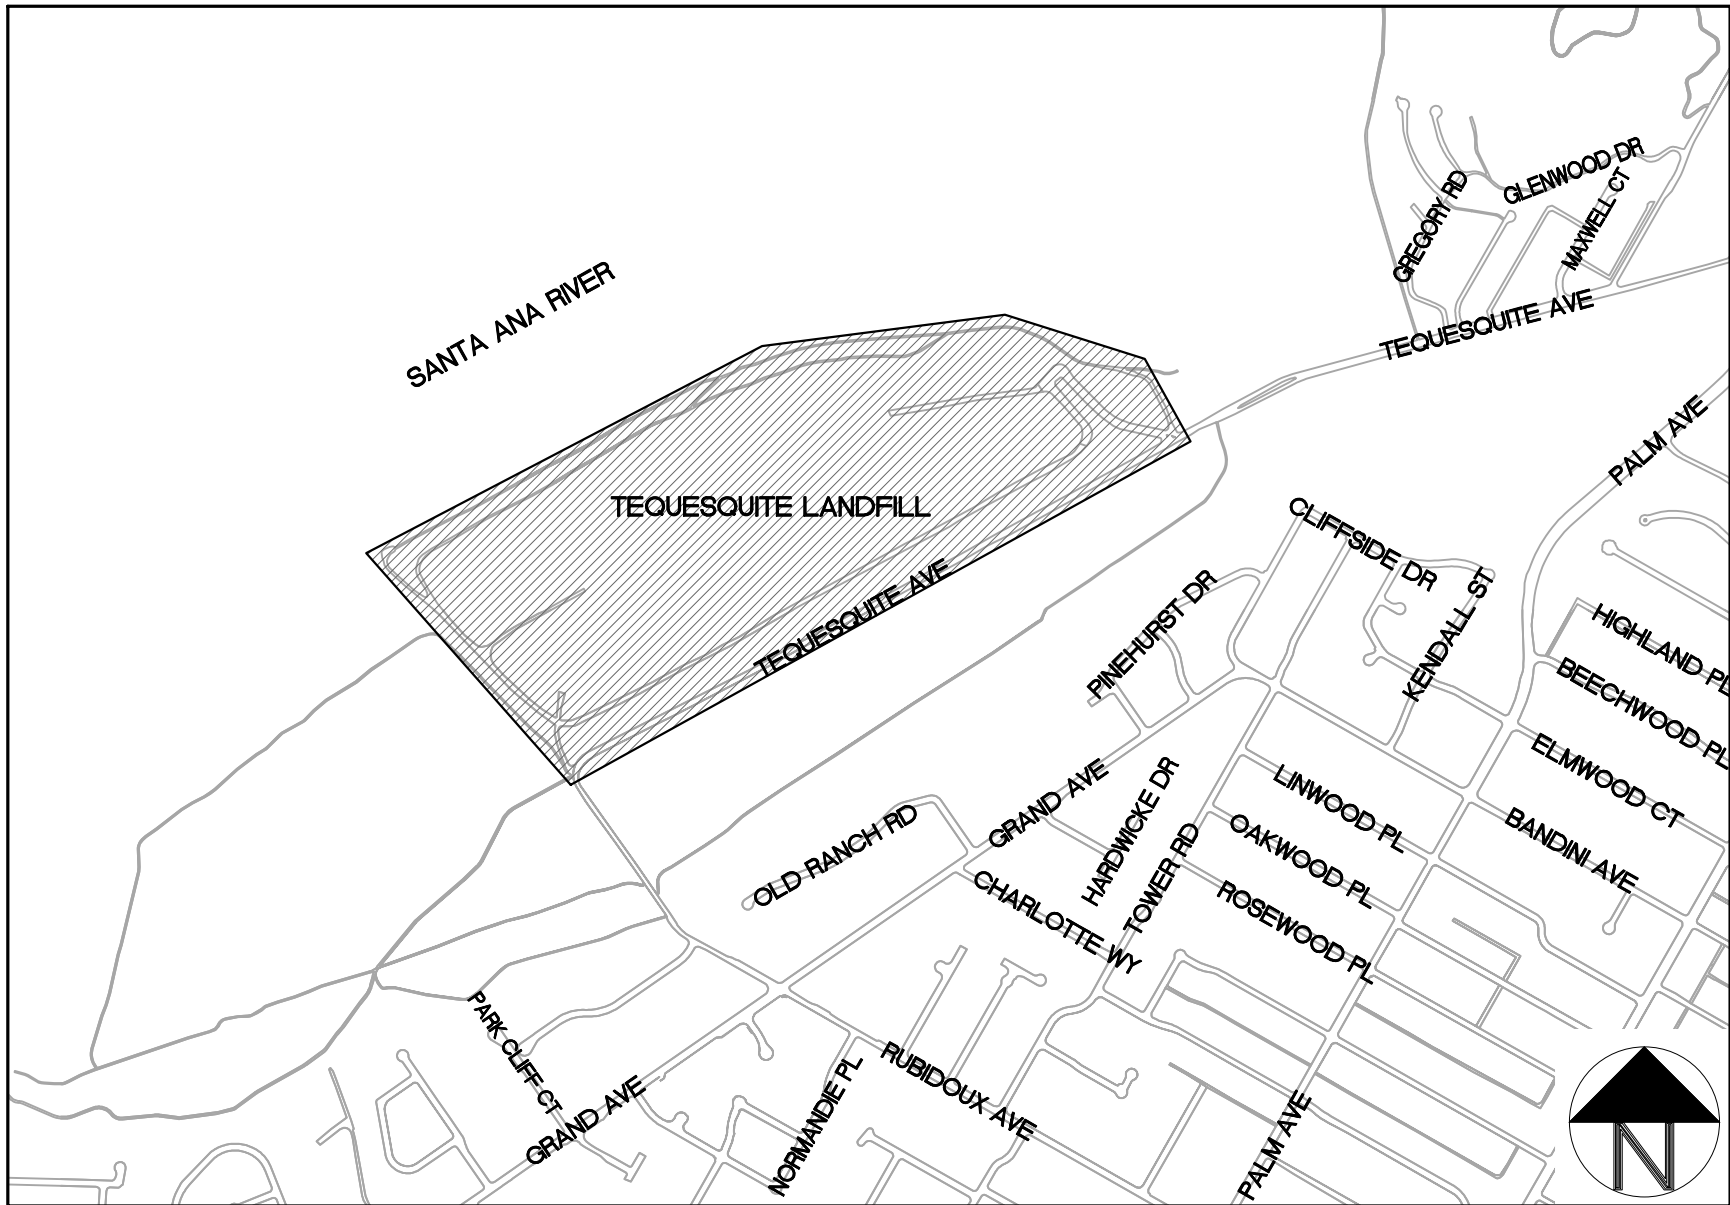 GLENWOOD DR
GREGORY RD
MAXWELL CT
SANTA ANA RIVER
TEQUESQUITE AVE
PALM AVE
TEQUESQUITE LANDFILL
CLIFFSIDE DR
TEQUESQUITE AVE
PINEHURST DR
KENDALL ST
HIGHLAND PL
BEECHWOOD PL
ELMWOOD CT
GRAND AVE
HARDWICKE DR
LINWOOD PL
BANDINI AVE
OLD RANCH RD
OAKWOOD PL
TOWER RD
CHARLOTTE WY
ROSEWOOD PL
PARK CLIFF CT
GRAND AVE
RUBIDOUX AVE
NORMANDIE PL
PALM AVE
N